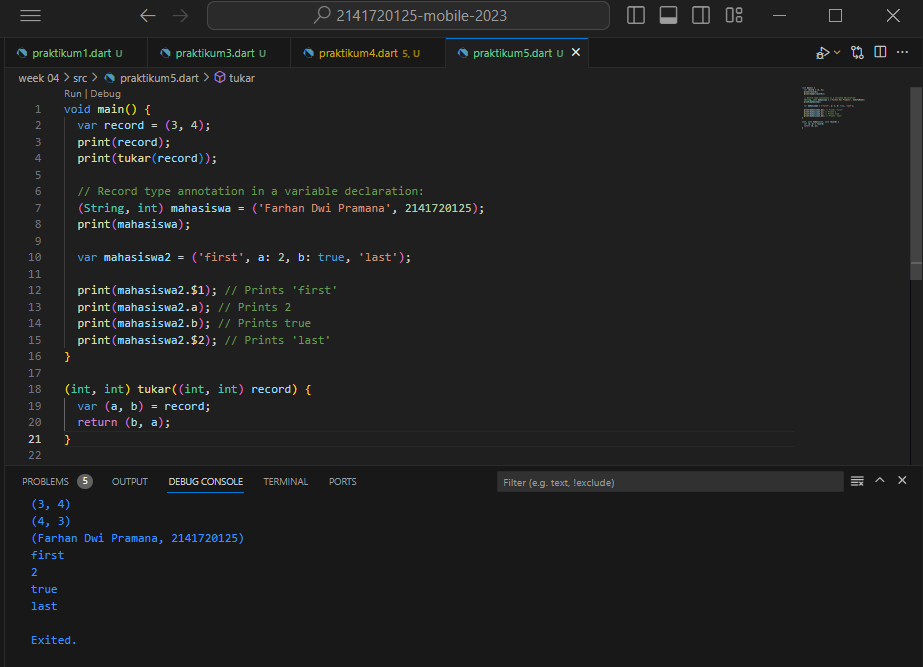 2141720125-mobile-2023
praktikum1.dart U praktikum3.dart U praktikum4.dart 5, U praktikum5.dart U
week 04 > src > praktikum5.dart > tukar
Run | Debug
1 void main() {
2 var record = (3, 4);
3 print(record);
4 print(tukar(record));
5
6 // Record type annotation in a variable declaration:
7 (String, int) mahasiswa = ('Farhan Dwi Pramana', 2141720125);
8 print(mahasiswa);
9
10 var mahasiswa2 = ('first', a: 2, b: true, 'last');
11
12 print(mahasiswa2.$1); // Prints 'first'
13 print(mahasiswa2.a); // Prints 2
14 print(mahasiswa2.b); // Prints true
15 print(mahasiswa2.$2); // Prints 'last'
16 }
17
18 (int, int) tukar((int, int) record) {
19 var (a, b) = record;
20 return (b, a);
21 }
22
PROBLEMS 5 OUTPUT DEBUG CONSOLE TERMINAL PORTS Filter (e.g. text, !exclude)
(3, 4)
(4, 3)
(Farhan Dwi Pramana, 2141720125)
first
2
true
last
Exited.